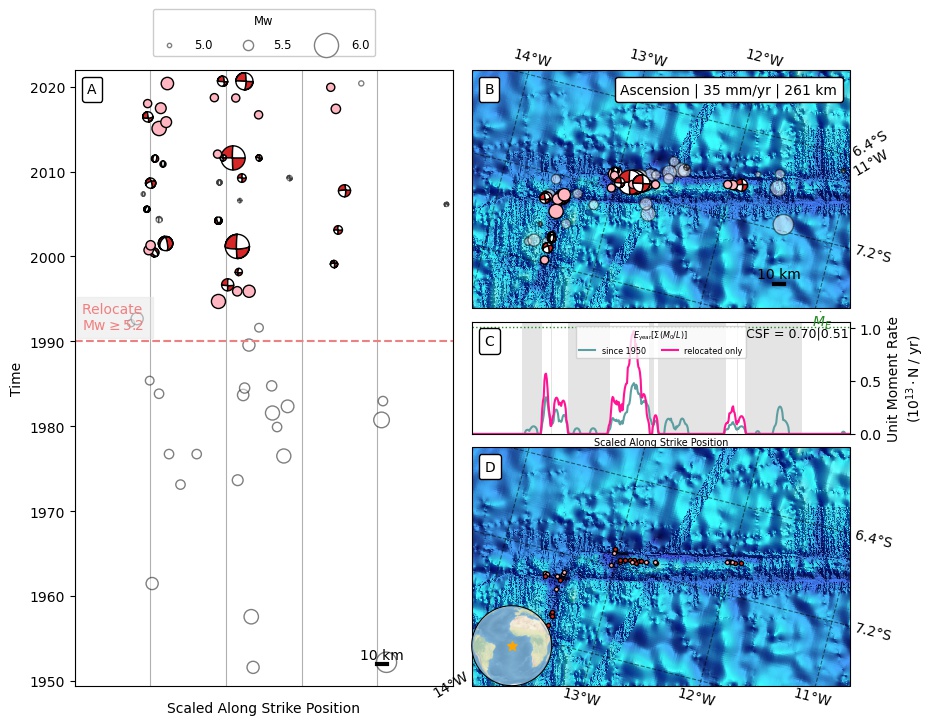 Mw
5.0 5.5 6.0
A
2020
2010
2000
1990
1980
1970
1960
1950
Time
Relocate
Mw ≥ 5.2
10 km
Scaled Along Strike Position
14°W 13°W 12°W
B
Ascension | 35 mm/yr | 261 km
6.4°S
11°W
7.2°S
10 km
C
E_year[Σ(M₀/L)]
since 1950 relocated only
Ṁ_E
CSF = 0.70|0.51
1.0
0.5
0.0
Unit Moment Rate
(10¹³ · N / yr)
Scaled Along Strike Position
D
6.4°S
7.2°S
14°W
13°W 12°W 11°W